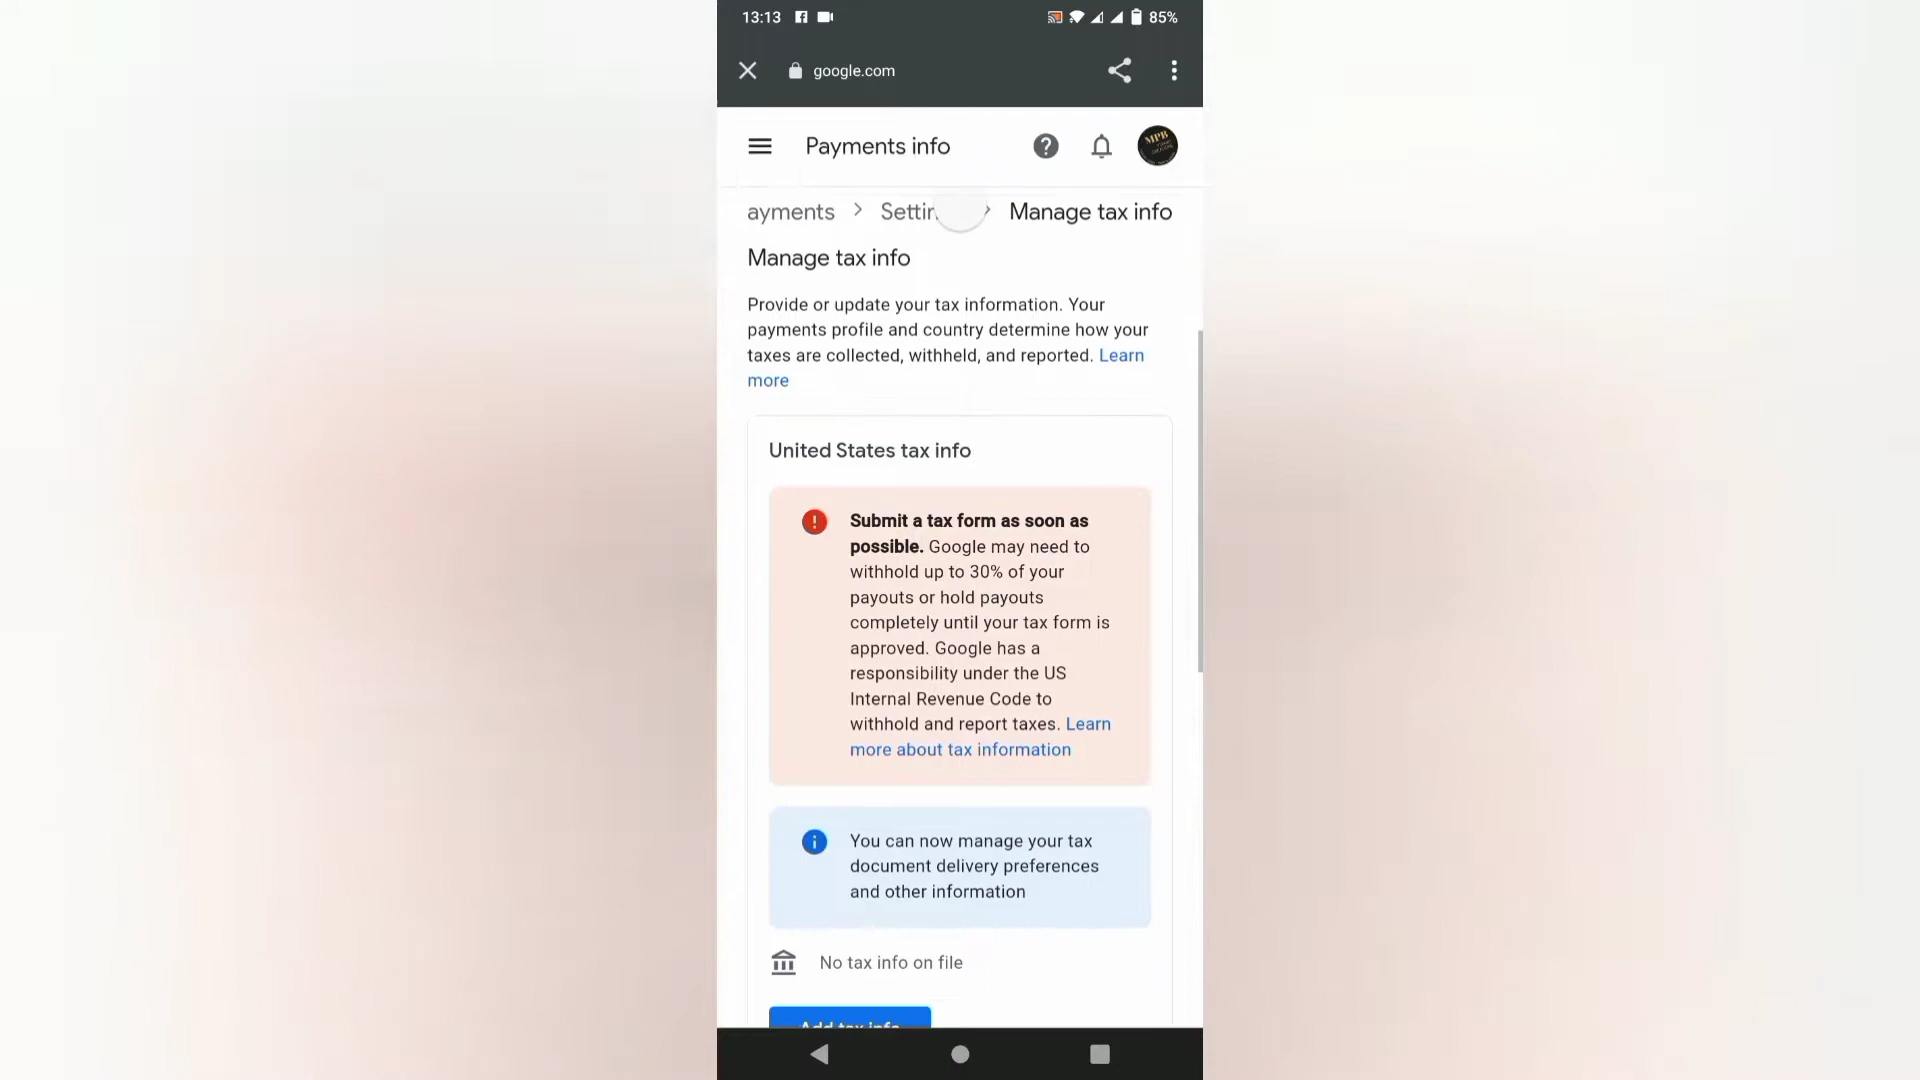 13:13
85%
google.com
Payments info
MPB
ayments > Settin > Manage tax info
Manage tax info
Provide or update your tax information. Your
payments profile and country determine how your
taxes are collected, withheld, and reported. Learn
more
United States tax info
Submit a tax form as soon as
possible. Google may need to
withhold up to 30% of your
payouts or hold payouts
completely until your tax form is
approved. Google has a
responsibility under the US
Internal Revenue Code to
withhold and report taxes. Learn
more about tax information
You can now manage your tax
document delivery preferences
and other information
No tax info on file
Add tax info